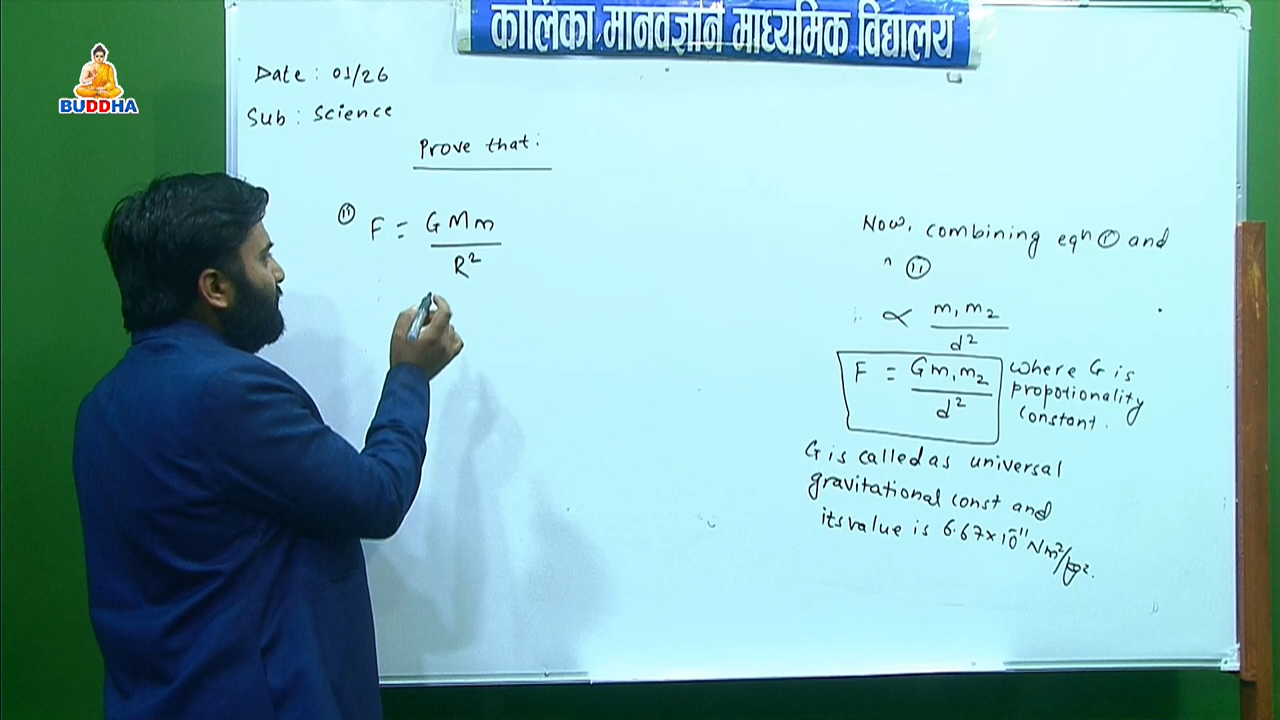 BUDDHA
कालिका मानवज्ञान माध्यमिक विद्यालय
Date : 01/26
Sub : Science
Prove that :
(ii) F = GMm / R²
Now, combining eqn (i) and
" (ii)
∝ m₁m₂ / d²
F = Gm₁m₂ / d²
where G is
propotionality
constant.
G is called as universal
gravitational const and
its value is 6.67×10⁻¹¹ Nm²/kg².